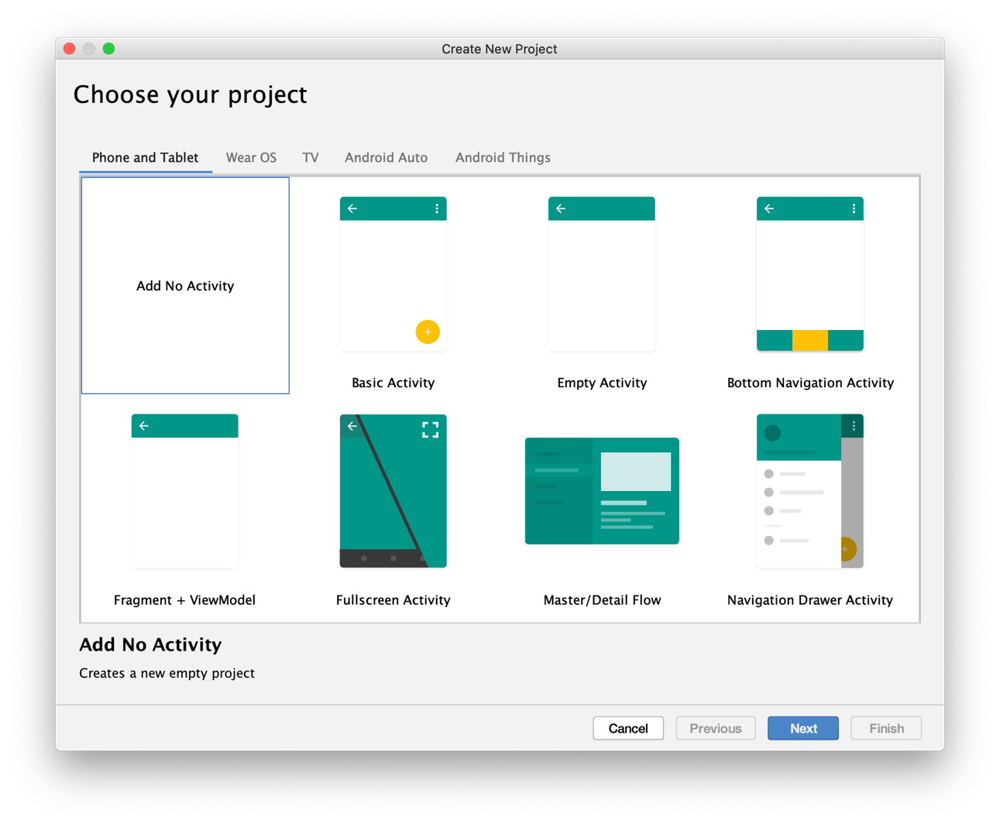 Create New Project
Choose your project
Phone and Tablet Wear OS TV Android Auto Android Things
Add No Activity
Basic Activity Empty Activity Bottom Navigation Activity
Fragment + ViewModel Fullscreen Activity Master/Detail Flow Navigation Drawer Activity
Add No Activity
Creates a new empty project
Cancel Previous Next Finish